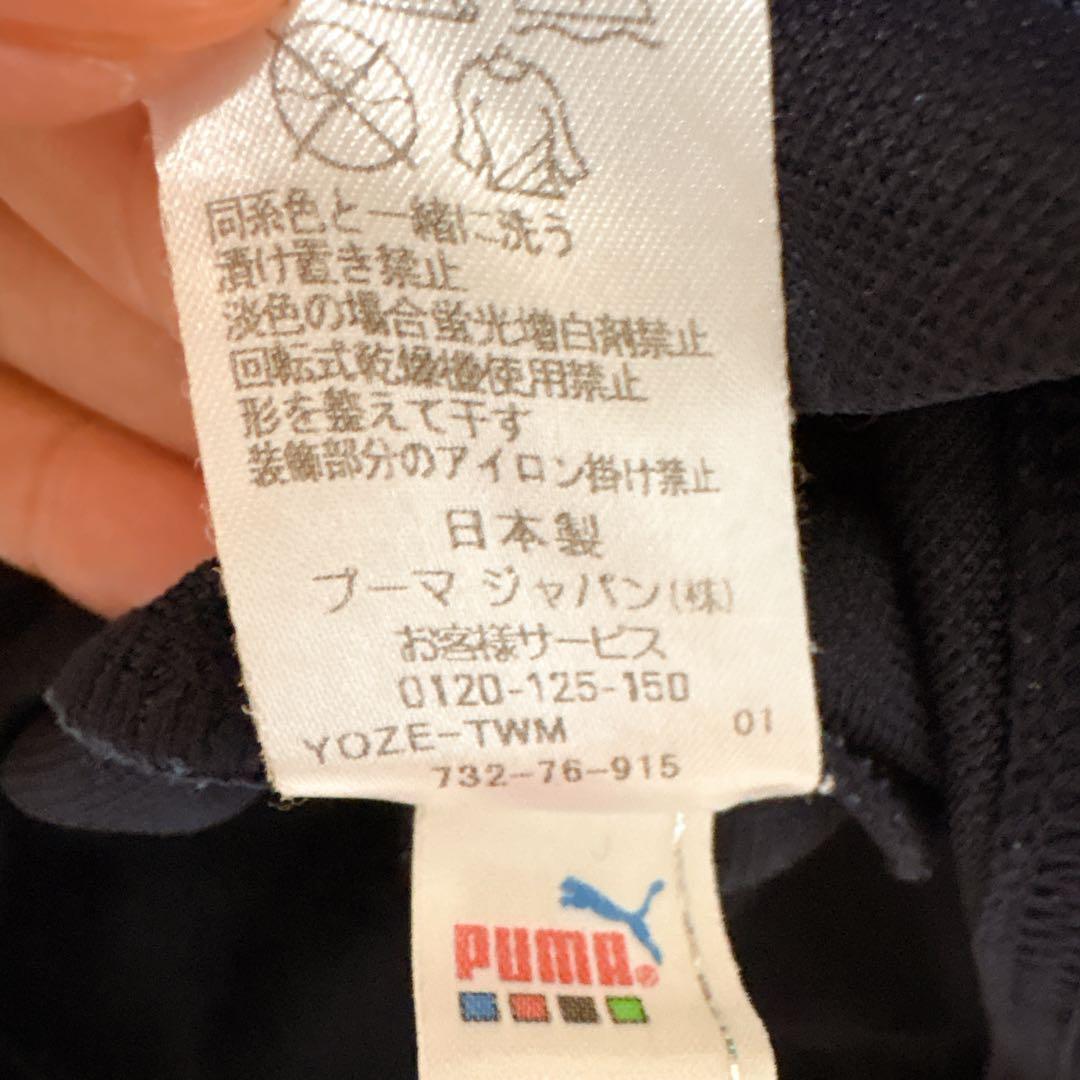 同系色と一緒に洗う
漬け置き禁止
淡色の場合蛍光増白剤禁止
回転式乾燥機使用禁止
形を整えて干す
装飾部分のアイロン掛け禁止
日本製
プーマ ジャパン(株)
お客様サービス
0120-125-150
YOZE-TWM 01
732-76-915
PUMA®